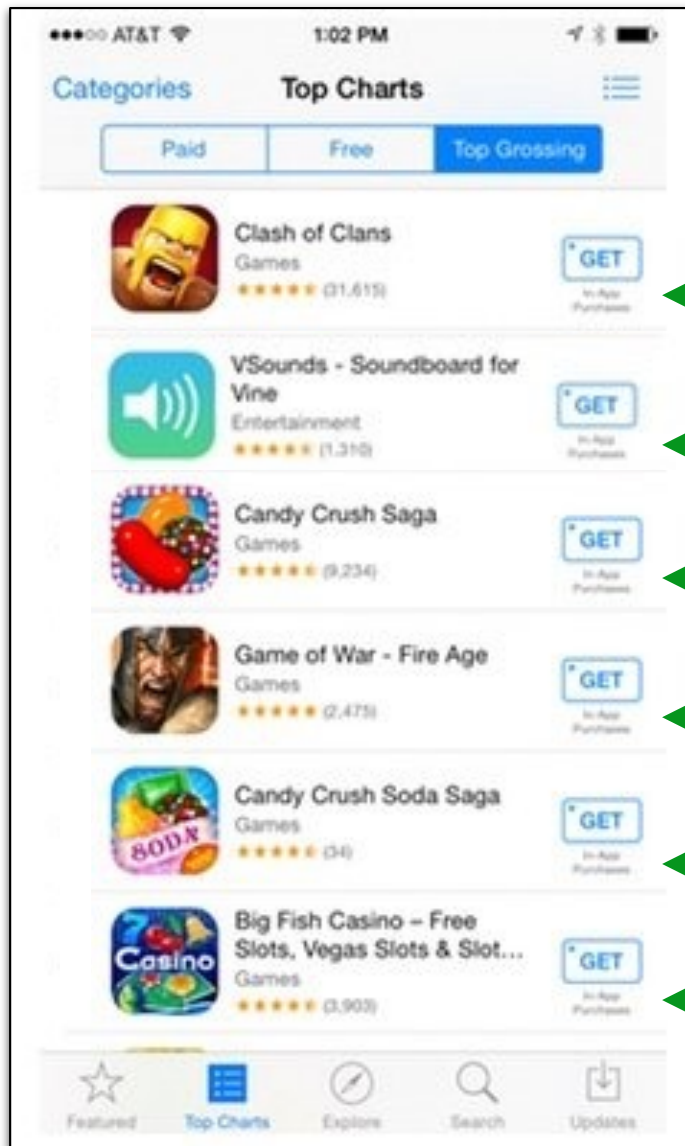 AT&T 1:02 PM
Categories Top Charts
Paid Free Top Grossing
Clash of Clans
Games
(31,615)
GET
In-App
Purchases
VSounds - Soundboard for
Vine
Entertainment
(1,310)
GET
In-App
Purchases
Candy Crush Saga
Games
(9,234)
GET
In-App
Purchases
Game of War - Fire Age
Games
(2,475)
GET
In-App
Purchases
SODA
Candy Crush Soda Saga
Games
(34)
GET
In-App
Purchases
7
Casino
Big Fish Casino – Free
Slots, Vegas Slots & Slot...
Games
(3,903)
GET
In-App
Purchases
Featured Top Charts Explore Search Updates